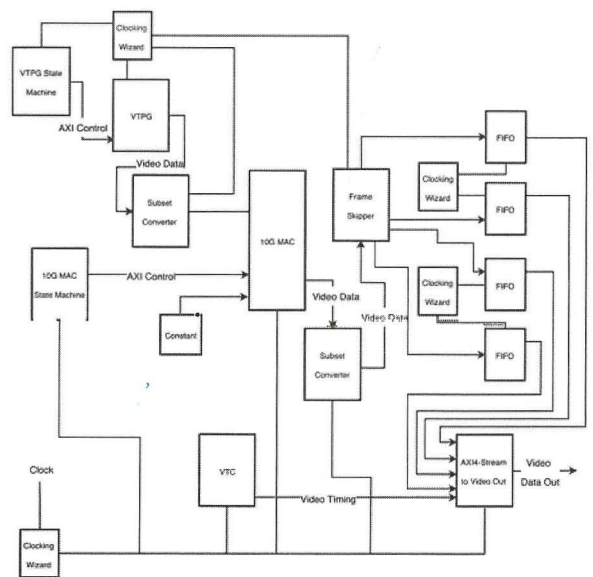 Clocking
Wizard
VTPG State
Machine
AXI Control
VTPG
Video Data
Subset
Converter
10G MAC
State Machine
AXI Control
Constant
10G MAC
Video Data
Subset
Converter
Video Data
Frame
Skipper
FIFO
Clocking
Wizard
FIFO
Clocking
Wizard
FIFO
FIFO
VTC
Video Timing
AXI4-Stream
to Video Out
Video
Data Out
Clock
Clocking
Wizard